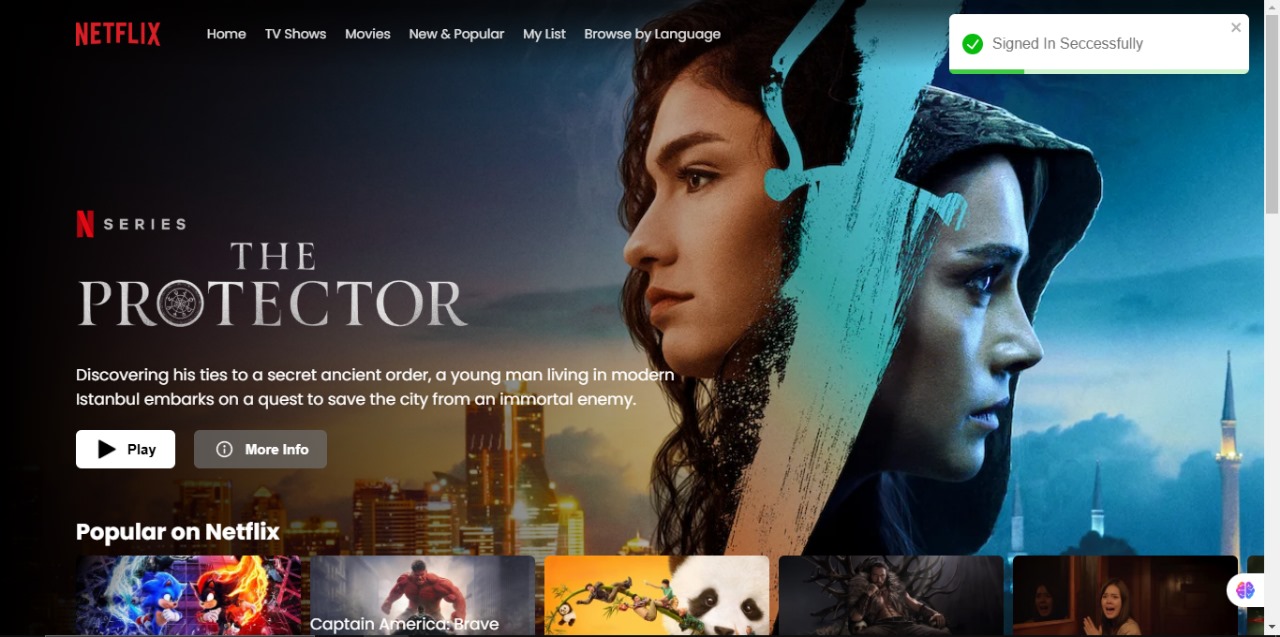 NETFLIX
Home
TV Shows
Movies
New & Popular
My List
Browse by Language
Signed In Seccessfully
N SERIES
THE
PROTECTOR
Discovering his ties to a secret ancient order, a young man living in modern
Istanbul embarks on a quest to save the city from an immortal enemy.
Play
More Info
Popular on Netflix
Captain America: Brave